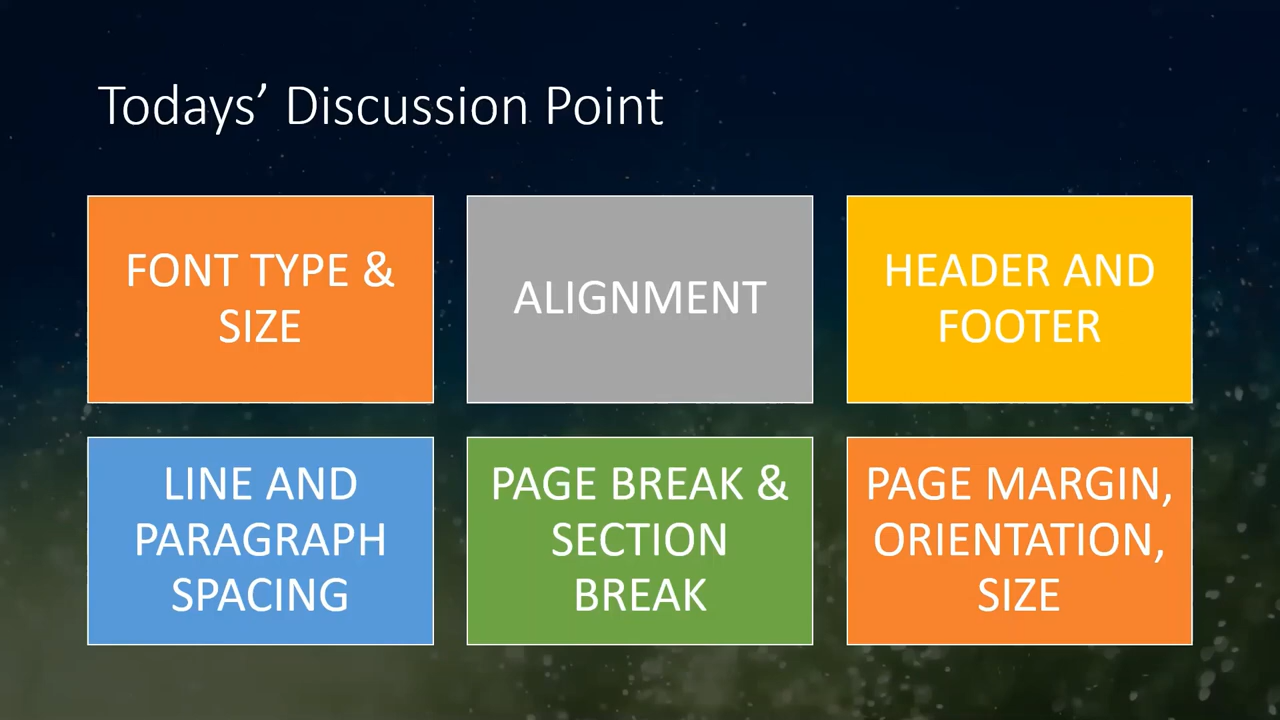 Todays’ Discussion Point
FONT TYPE &
SIZE
ALIGNMENT
HEADER AND
FOOTER
LINE AND
PARAGRAPH
SPACING
PAGE BREAK &
SECTION
BREAK
PAGE MARGIN,
ORIENTATION,
SIZE